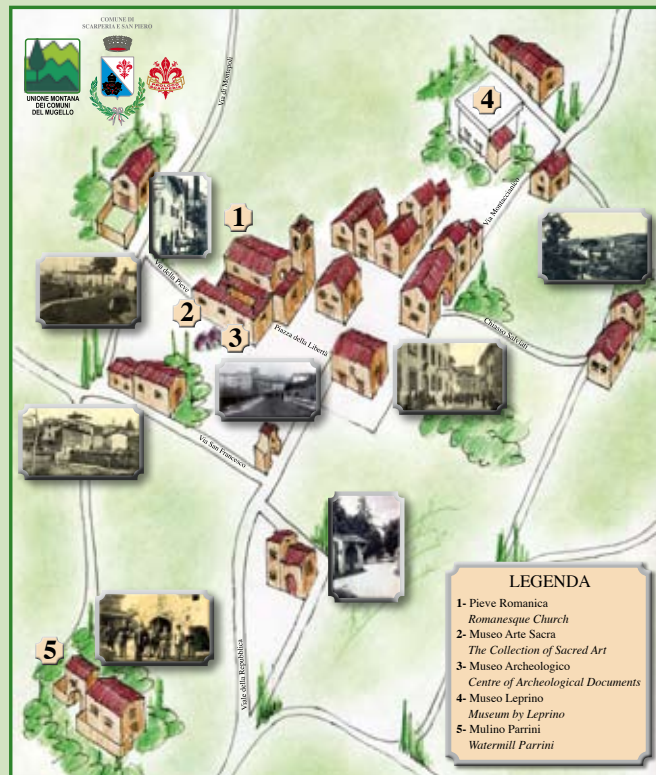 COMUNE DI
SCARPERIA E SAN PIERO
UNIONE MONTANA
DEI COMUNI
DEL MUGELLO
Via di Montepoli
4
1
Via Montaccianico
Via della Pieve
2
3
Piazza della Libertà
Chiasso Salviati
Via San Francesco
Viale della Repubblica
5
LEGENDA
1- Pieve Romanica
Romanesque Church
2- Museo Arte Sacra
The Collection of Sacred Art
3- Museo Archeologico
Centre of Archeological Documents
4- Museo Leprino
Museum by Leprino
5- Mulino Parrini
Watermill Parrini